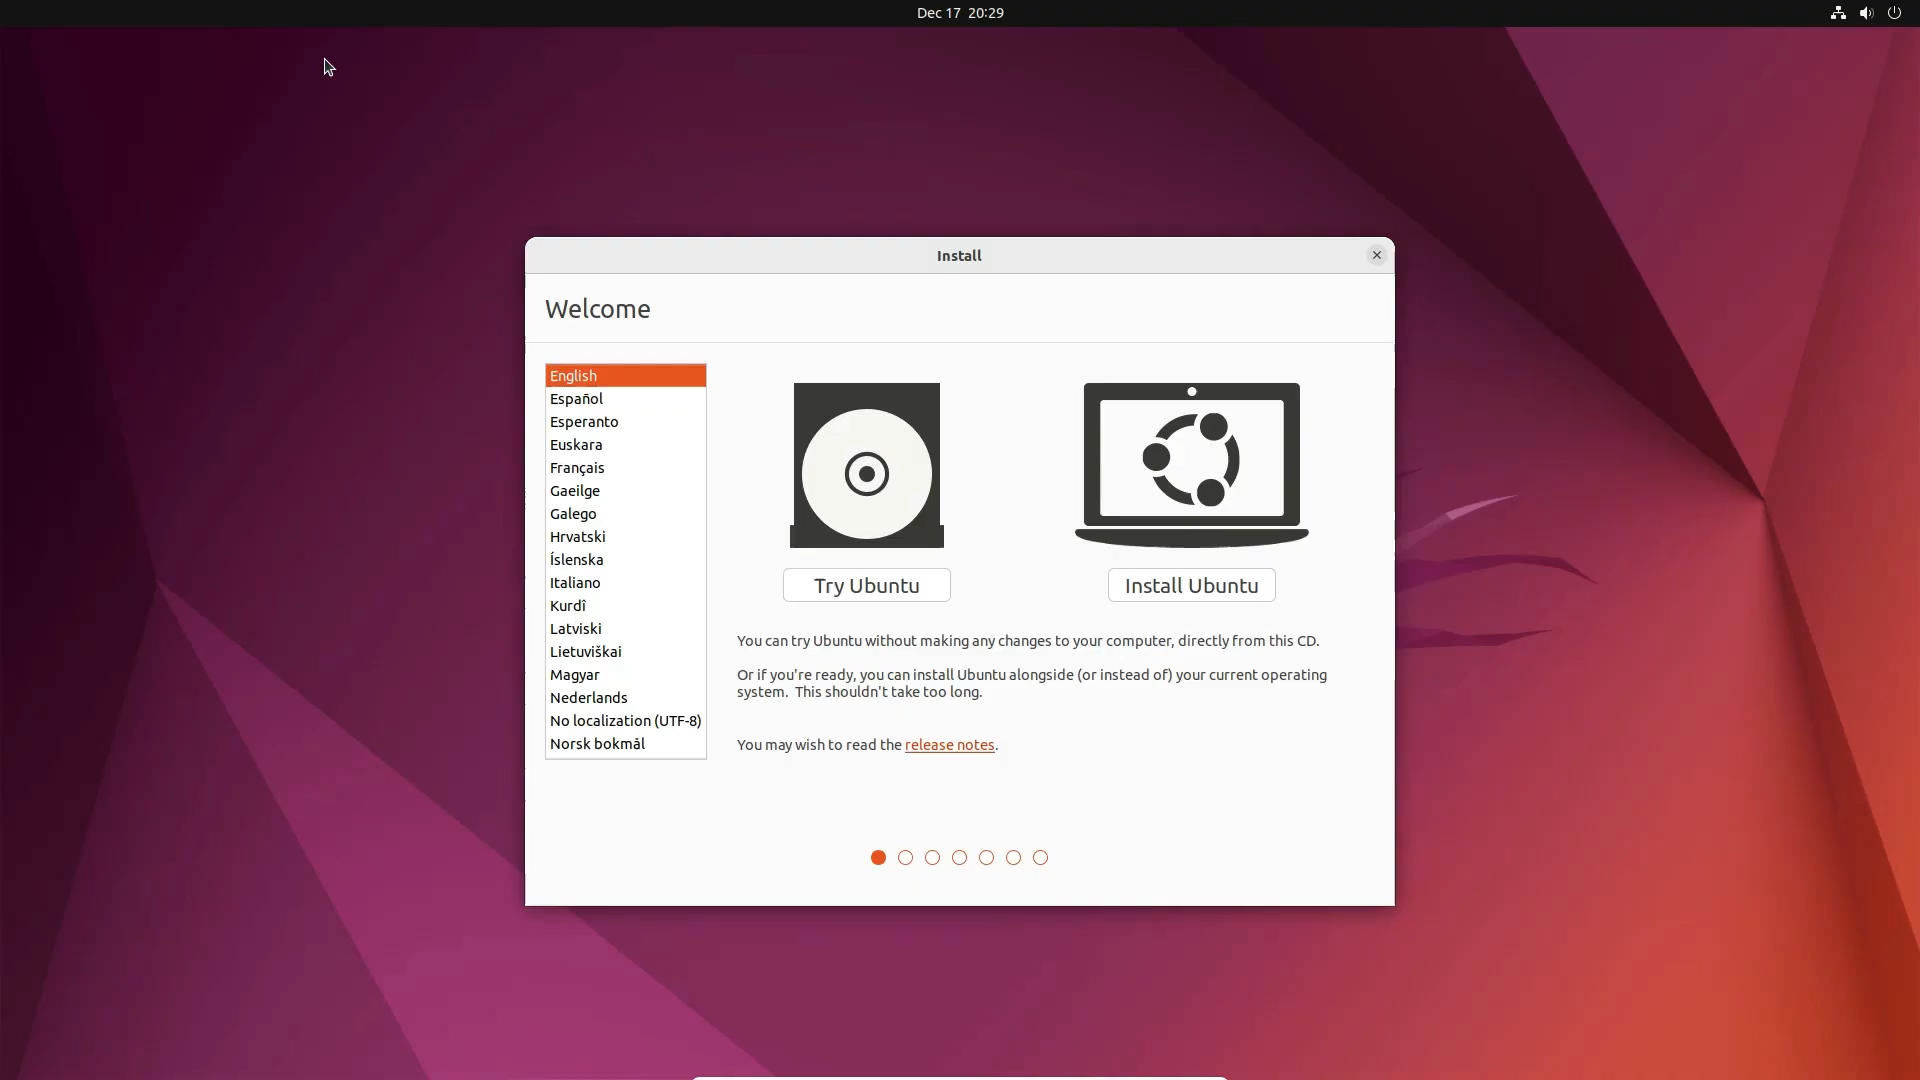 Dec 17  20:29
Install
Welcome
English
Español
Esperanto
Euskara
Français
Gaeilge
Galego
Hrvatski
Íslenska
Italiano
Kurdî
Latviski
Lietuviškai
Magyar
Nederlands
No localization (UTF-8)
Norsk bokmål
Try Ubuntu
Install Ubuntu
You can try Ubuntu without making any changes to your computer, directly from this CD.
Or if you're ready, you can install Ubuntu alongside (or instead of) your current operating
system.  This shouldn't take too long.
You may wish to read the release notes.